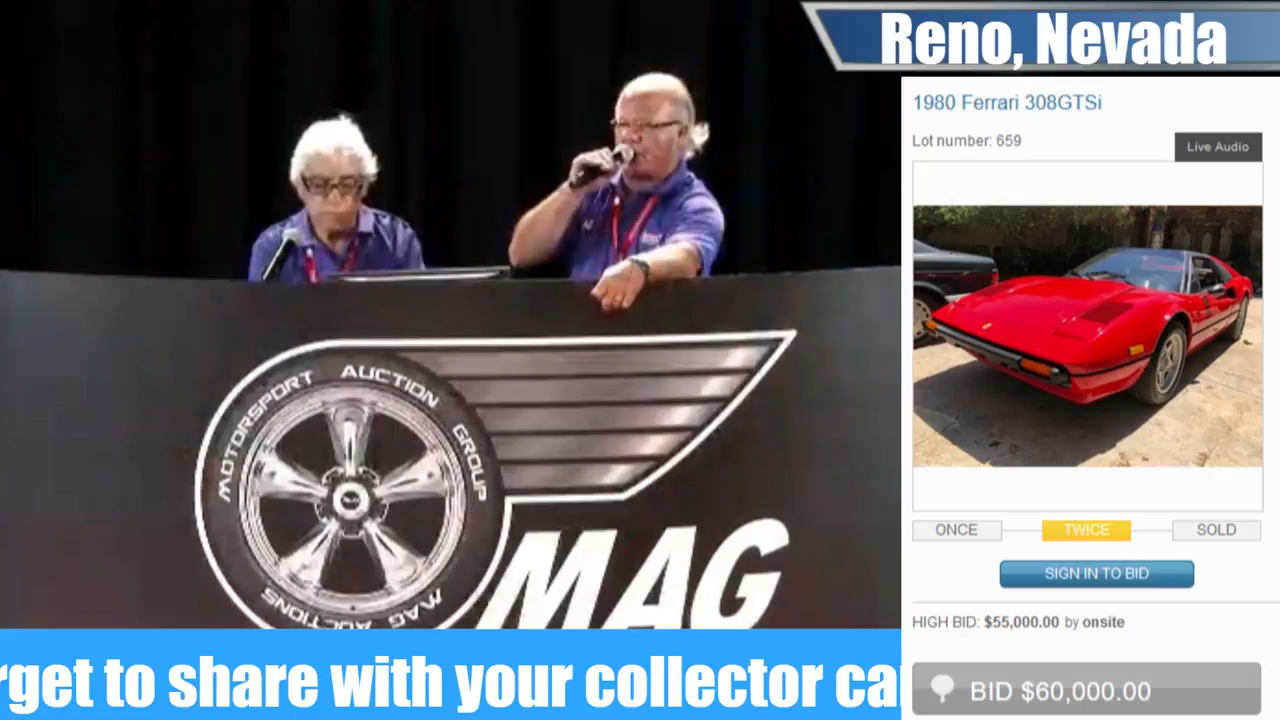 Reno, Nevada
1980 Ferrari 308GTSi
Lot number: 659
Live Audio
MOTORSPORT AUCTION GROUP
MAG AUCTIONS
MAG
ONCE
TWICE
SOLD
SIGN IN TO BID
HIGH BID: $55,000.00 by onsite
BID $60,000.00
rget to share with your collector ca